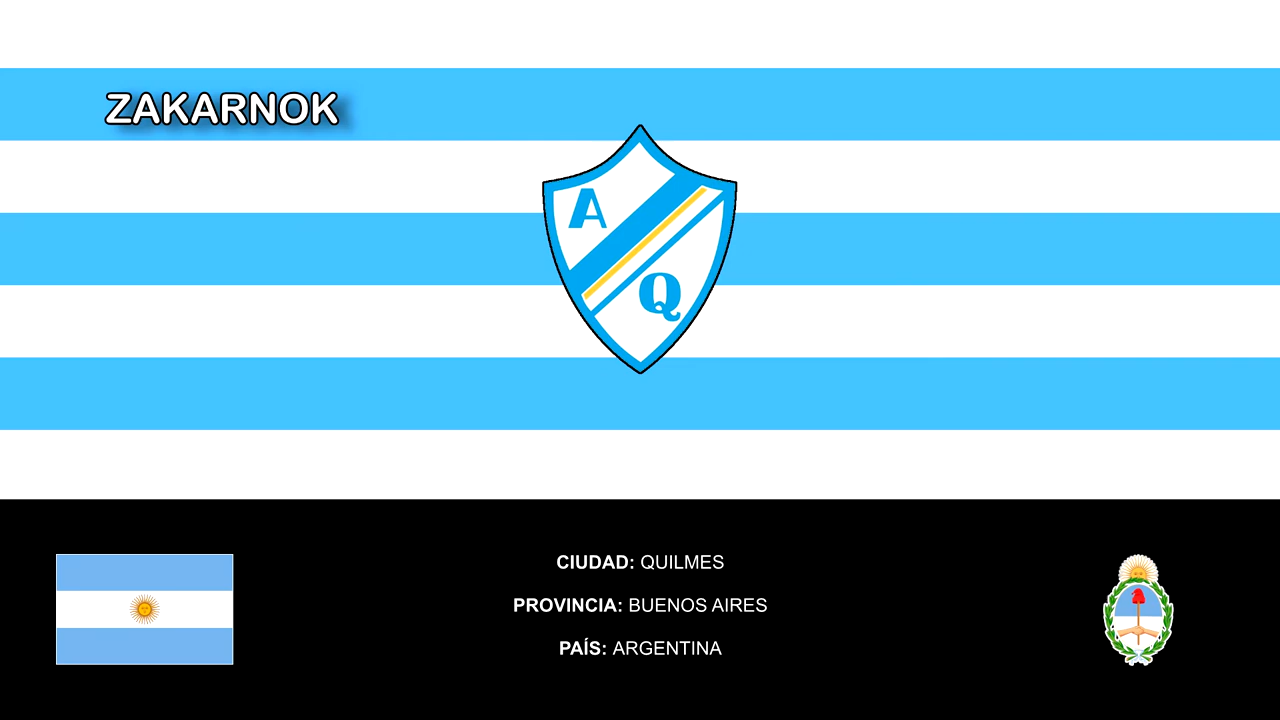 ZAKARNOK
A
Q
CIUDAD: QUILMES
PROVINCIA: BUENOS AIRES
PAÍS: ARGENTINA